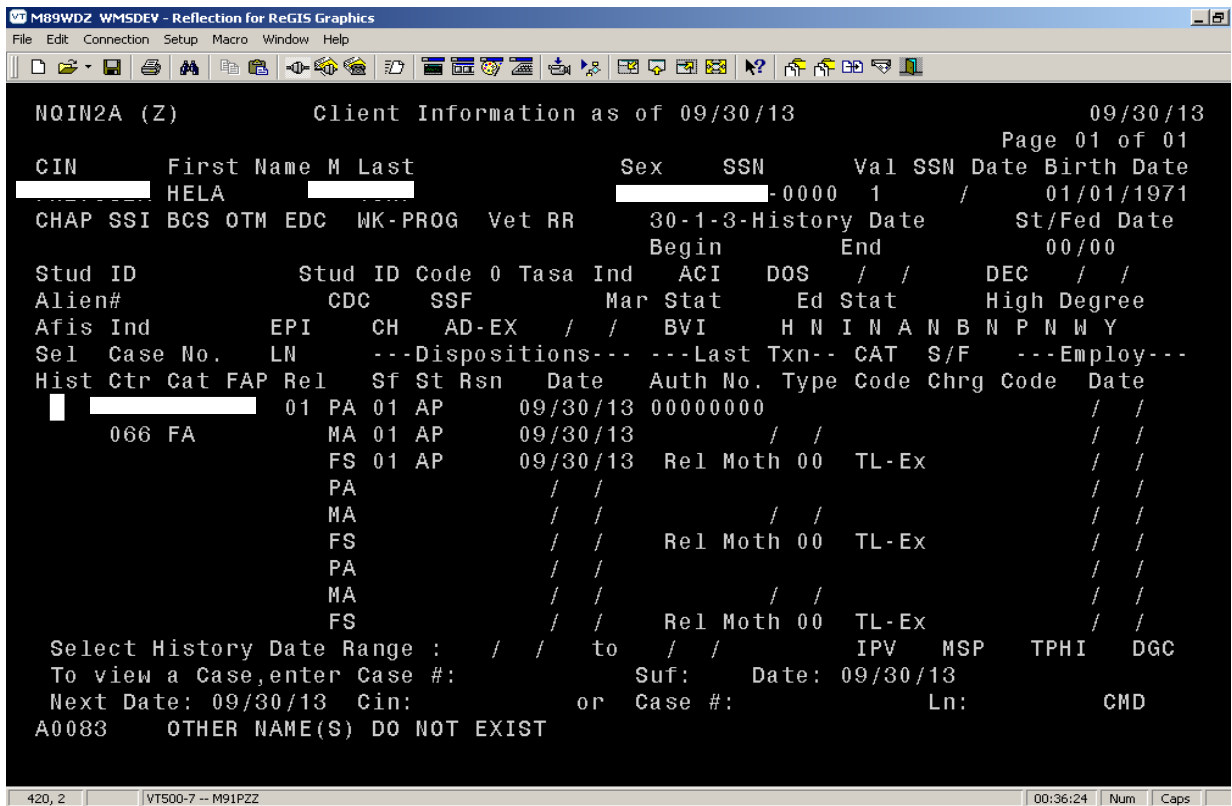 M89WDZ WMSDEV - Reflection for ReGIS Graphics
File Edit Connection Setup Macro Window Help
NQIN2A (Z) Client Information as of 09/30/13 09/30/13
Page 01 of 01
CIN First Name M Last Sex SSN Val SSN Date Birth Date
HELA -0000 1 / 01/01/1971
CHAP SSI BCS OTM EDC WK-PROG Vet RR 30-1-3-History Date St/Fed Date
Begin End 00/00
Stud ID Stud ID Code 0 Tasa Ind ACI DOS / / DEC / /
Alien# CDC SSF Mar Stat Ed Stat High Degree
Afis Ind EPI CH AD-EX / / BVI H N I N A N B N P N W Y
Sel Case No. LN ---Dispositions--- ---Last Txn-- CAT S/F ---Employ---
Hist Ctr Cat FAP Rel Sf St Rsn Date Auth No. Type Code Chrg Code Date
01 PA 01 AP 09/30/13 00000000 / /
066 FA MA 01 AP 09/30/13 / / / /
FS 01 AP 09/30/13 Rel Moth 00 TL-Ex / /
PA / / / /
MA / / / / / /
FS / / Rel Moth 00 TL-Ex / /
PA / / / /
MA / / / / / /
FS / / Rel Moth 00 TL-Ex / /
Select History Date Range : / / to / / IPV MSP TPHI DGC
To view a Case,enter Case #: Suf: Date: 09/30/13
Next Date: 09/30/13 Cin: or Case #: Ln: CMD
A0083 OTHER NAME(S) DO NOT EXIST
420, 2 VT500-7 -- M91PZZ 00:36:24 Num Caps